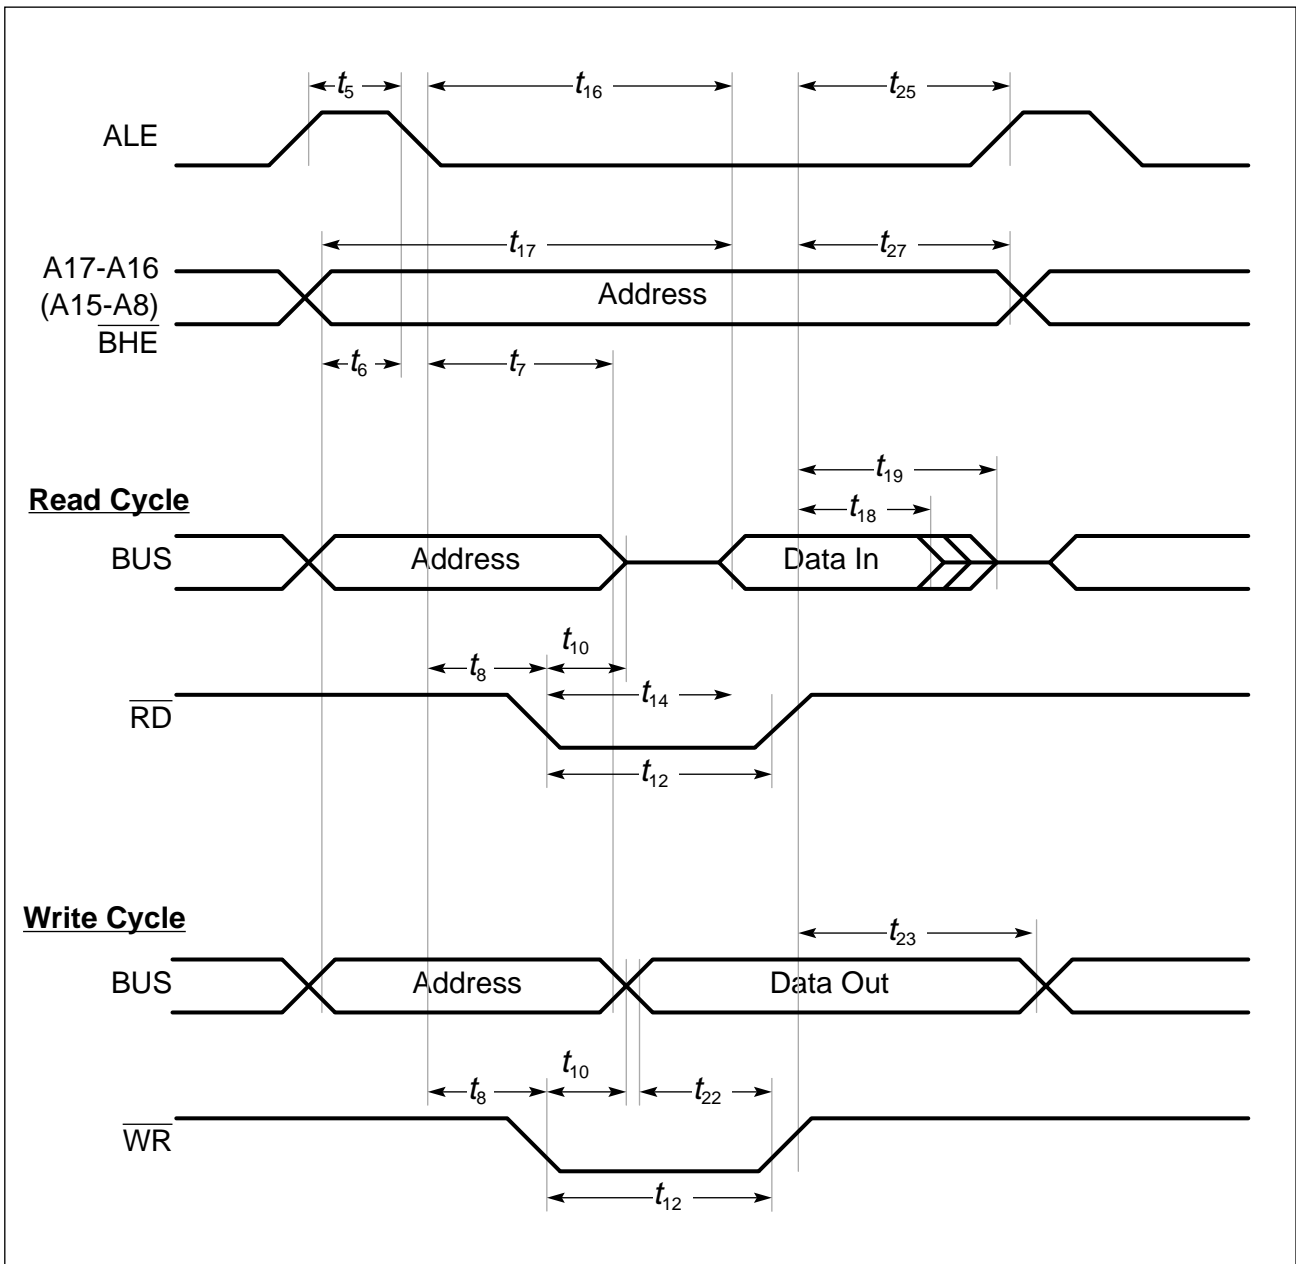 t5
t16
t25
ALE
t17
t27
A17-A16
(A15-A8)
BHE
Address
t6
t7
t19
t18
Read Cycle
BUS
Address
Data In
t10
t8
t14
RD
t12
Write Cycle
t23
BUS
Address
Data Out
t10
t8
t22
WR
t12